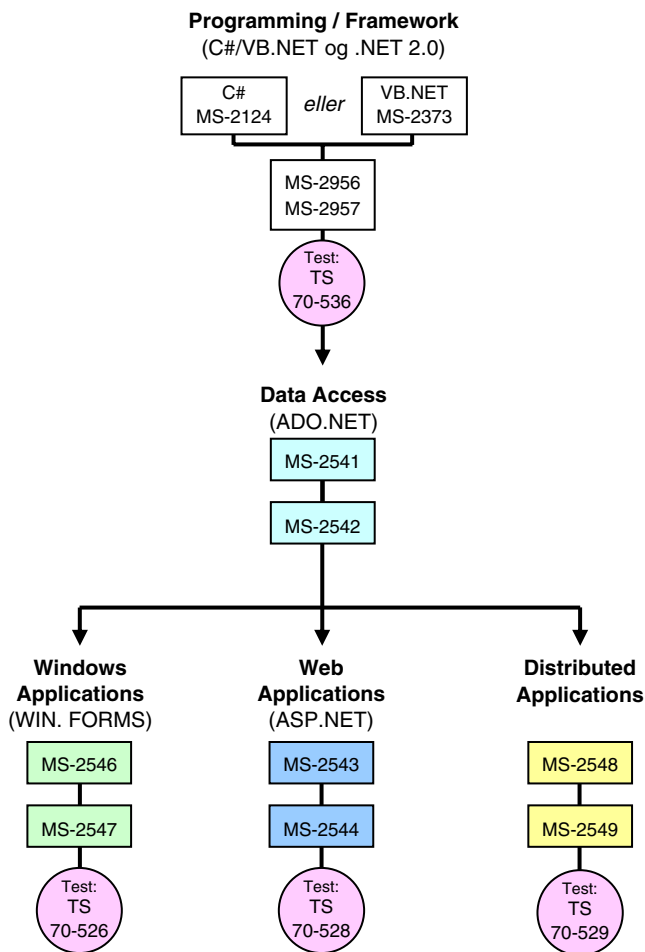 Programming / Framework
(C#/VB.NET og .NET 2.0)
C#
MS-2124
eller
VB.NET
MS-2373
MS-2956
MS-2957
Test:
TS
70-536
Data Access
(ADO.NET)
MS-2541
MS-2542
Windows
Applications
(WIN. FORMS)
MS-2546
MS-2547
Test:
TS
70-526
Web
Applications
(ASP.NET)
MS-2543
MS-2544
Test:
TS
70-528
Distributed
Applications
MS-2548
MS-2549
Test:
TS
70-529